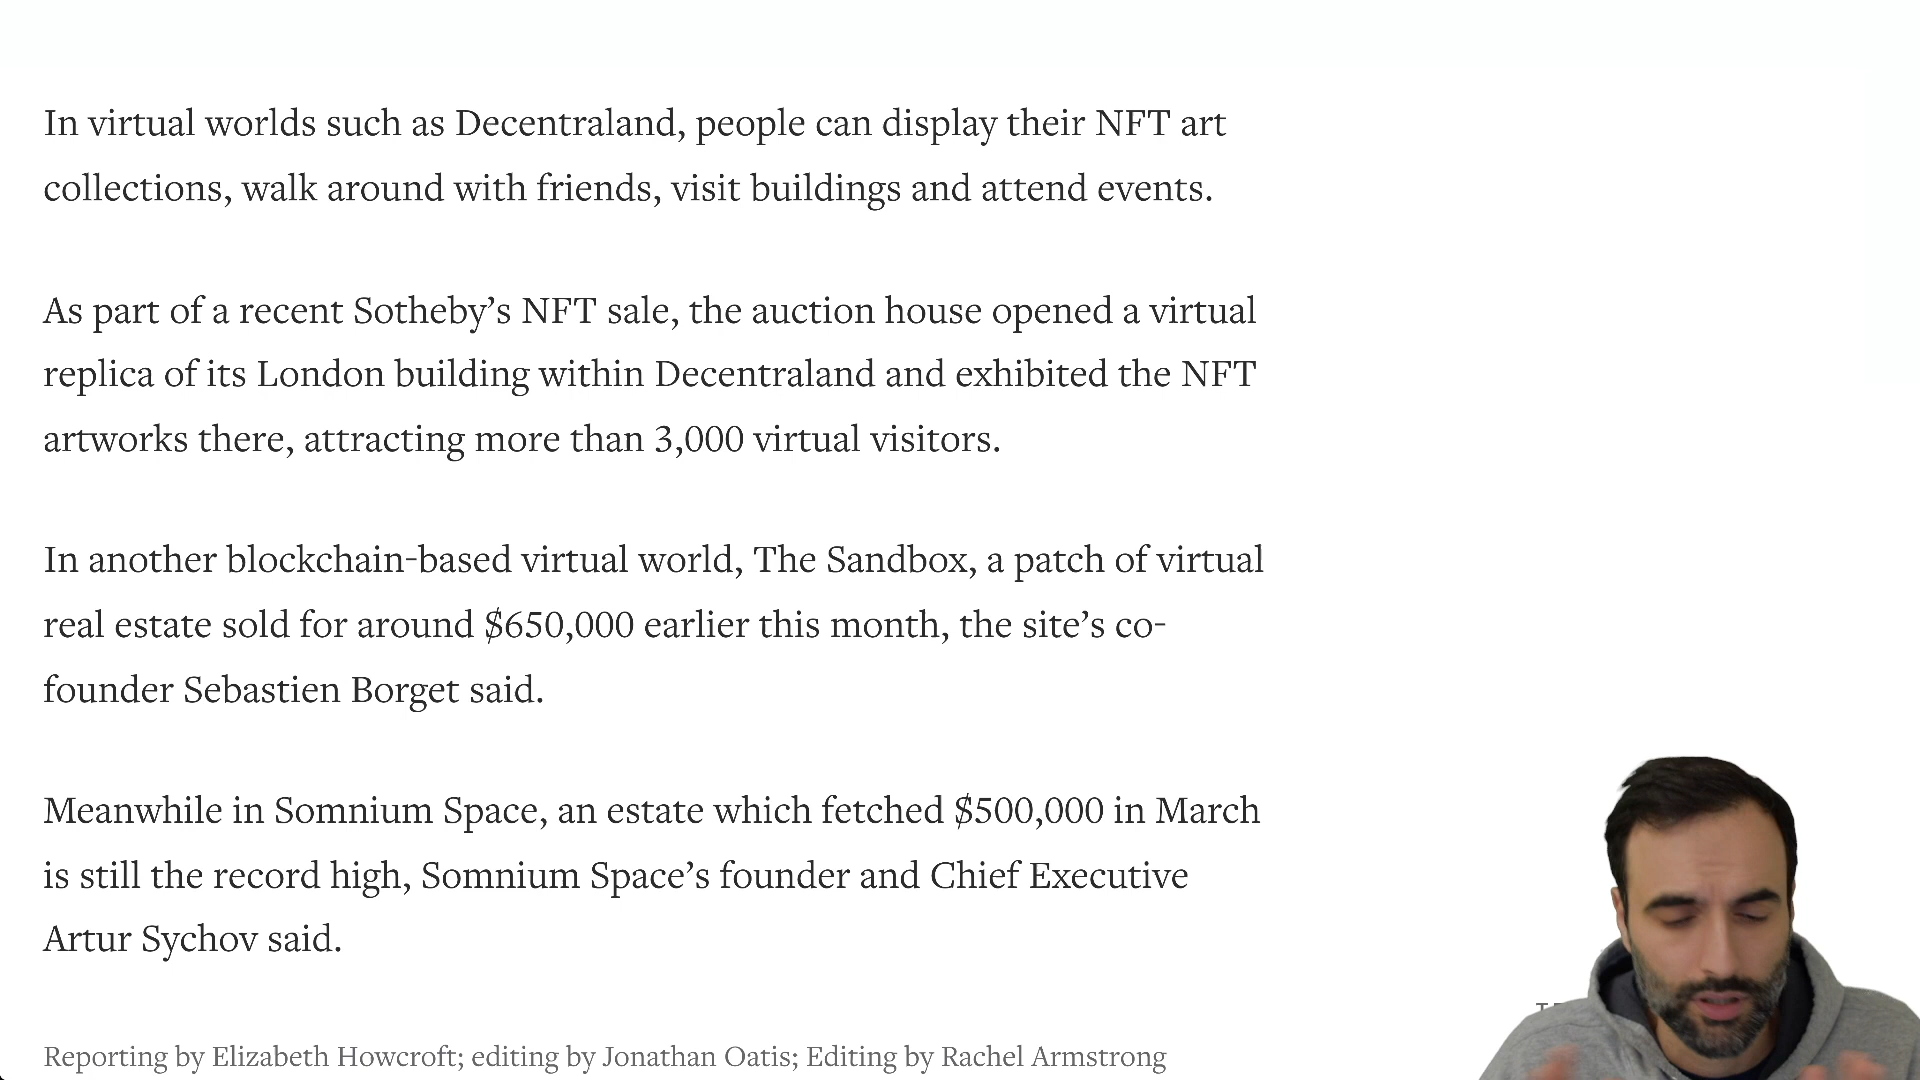 In virtual worlds such as Decentraland, people can display their NFT art
collections, walk around with friends, visit buildings and attend events.
As part of a recent Sotheby’s NFT sale, the auction house opened a virtual
replica of its London building within Decentraland and exhibited the NFT
artworks there, attracting more than 3,000 virtual visitors.
In another blockchain-based virtual world, The Sandbox, a patch of virtual
real estate sold for around $650,000 earlier this month, the site’s co-
founder Sebastien Borget said.
Meanwhile in Somnium Space, an estate which fetched $500,000 in March
is still the record high, Somnium Space’s founder and Chief Executive
Artur Sychov said.
Reporting by Elizabeth Howcroft; editing by Jonathan Oatis; Editing by Rachel Armstrong